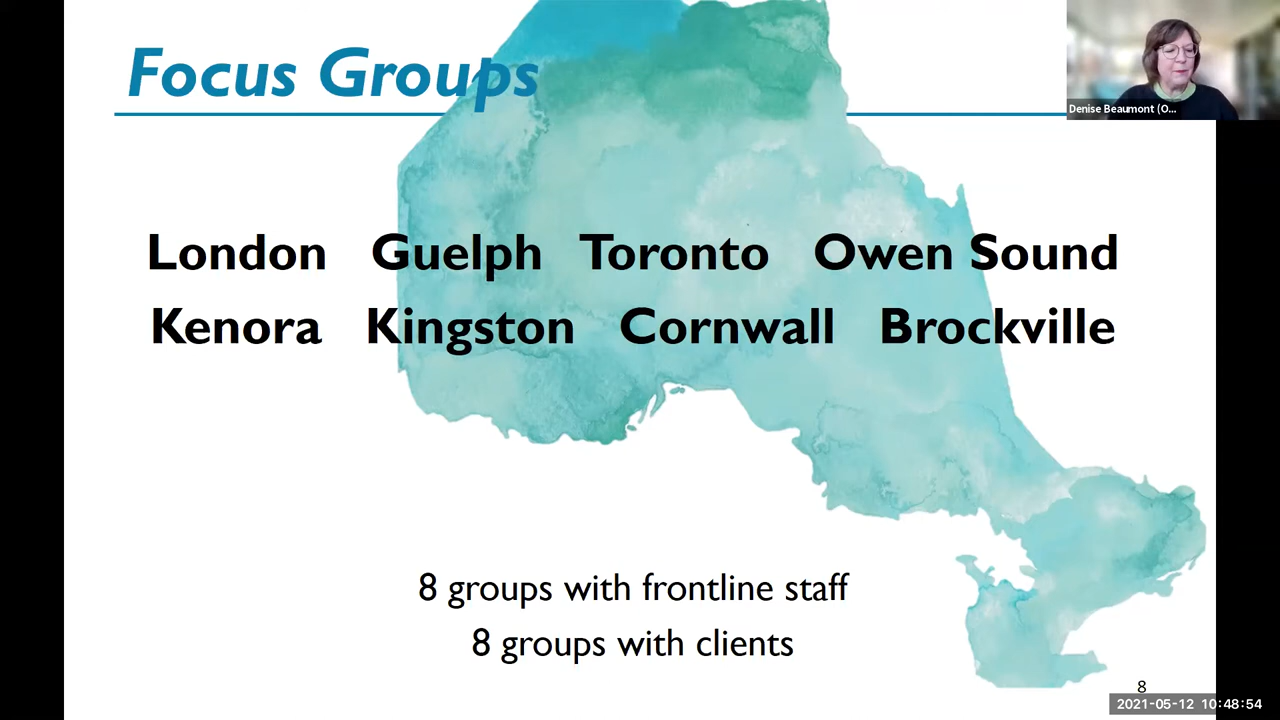 Focus Groups
Denise Beaumont (O...
London Guelph Toronto Owen Sound
Kenora Kingston Cornwall Brockville
8 groups with frontline staff
8 groups with clients
8
2021-05-12 10:48:54